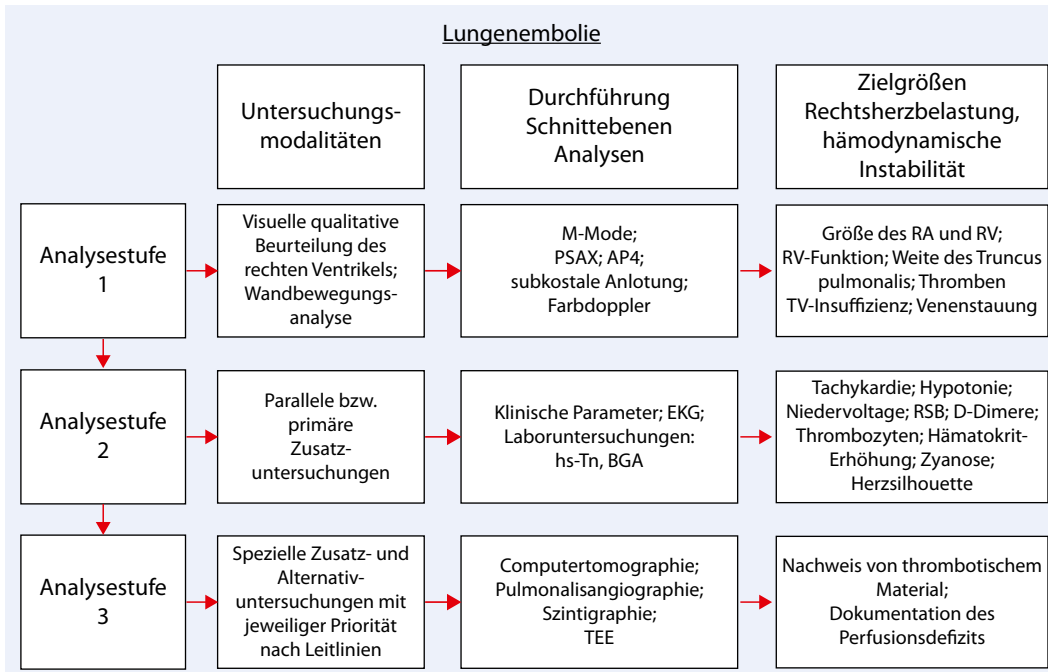 Lungenembolie
Untersuchungs-
modalitäten
Durchführung
Schnittebenen
Analysen
Zielgrößen
Rechtsherzbelastung,
hämodynamische
Instabilität
Analysestufe
1
Visuelle qualitative
Beurteilung des
rechten Ventrikels;
Wandbewegungs-
analyse
M-Mode;
PSAX; AP4;
subkostale Anlotung;
Farbdoppler
Größe des RA und RV;
RV-Funktion; Weite des Truncus
pulmonalis; Thromben
TV-Insuffizienz; Venenstauung
Analysestufe
2
Parallele bzw.
primäre
Zusatz-
untersuchungen
Klinische Parameter; EKG;
Laboruntersuchungen:
hs-Tn, BGA
Tachykardie; Hypotonie;
Niedervoltage; RSB; D-Dimere;
Thrombozyten; Hämatokrit-
Erhöhung; Zyanose;
Herzsilhouette
Analysestufe
3
Spezielle Zusatz- und
Alternativ-
untersuchungen mit
jeweiliger Priorität
nach Leitlinien
Computertomographie;
Pulmonalisangiographie;
Szintigraphie;
TEE
Nachweis von thrombotischem
Material;
Dokumentation des
Perfusionsdefizits